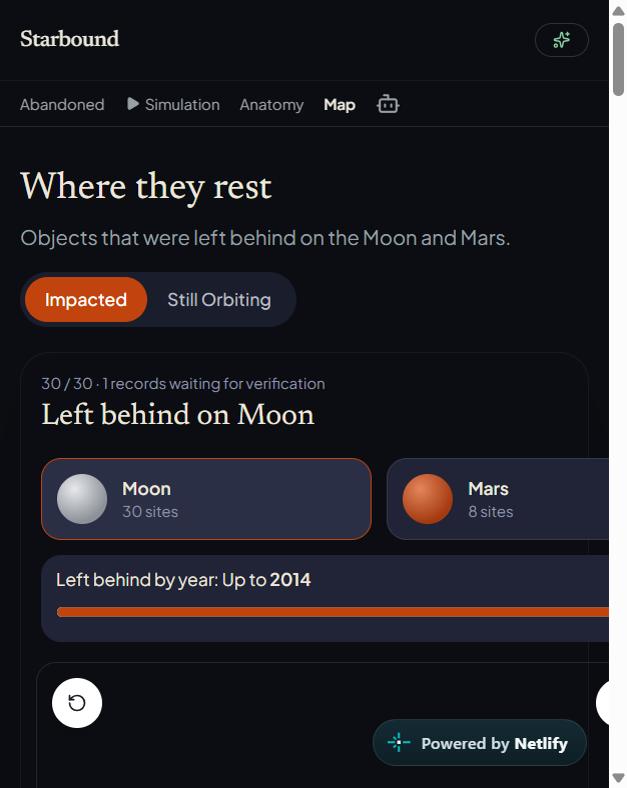 Starbound
Abandoned
Simulation
Anatomy
Map
Where they rest
Objects that were left behind on the Moon and Mars.
Impacted
Still Orbiting
30 / 30 · 1 records waiting for verification
Left behind on Moon
Moon
30 sites
Mars
8 sites
Left behind by year: Up to 2014
Powered by Netlify